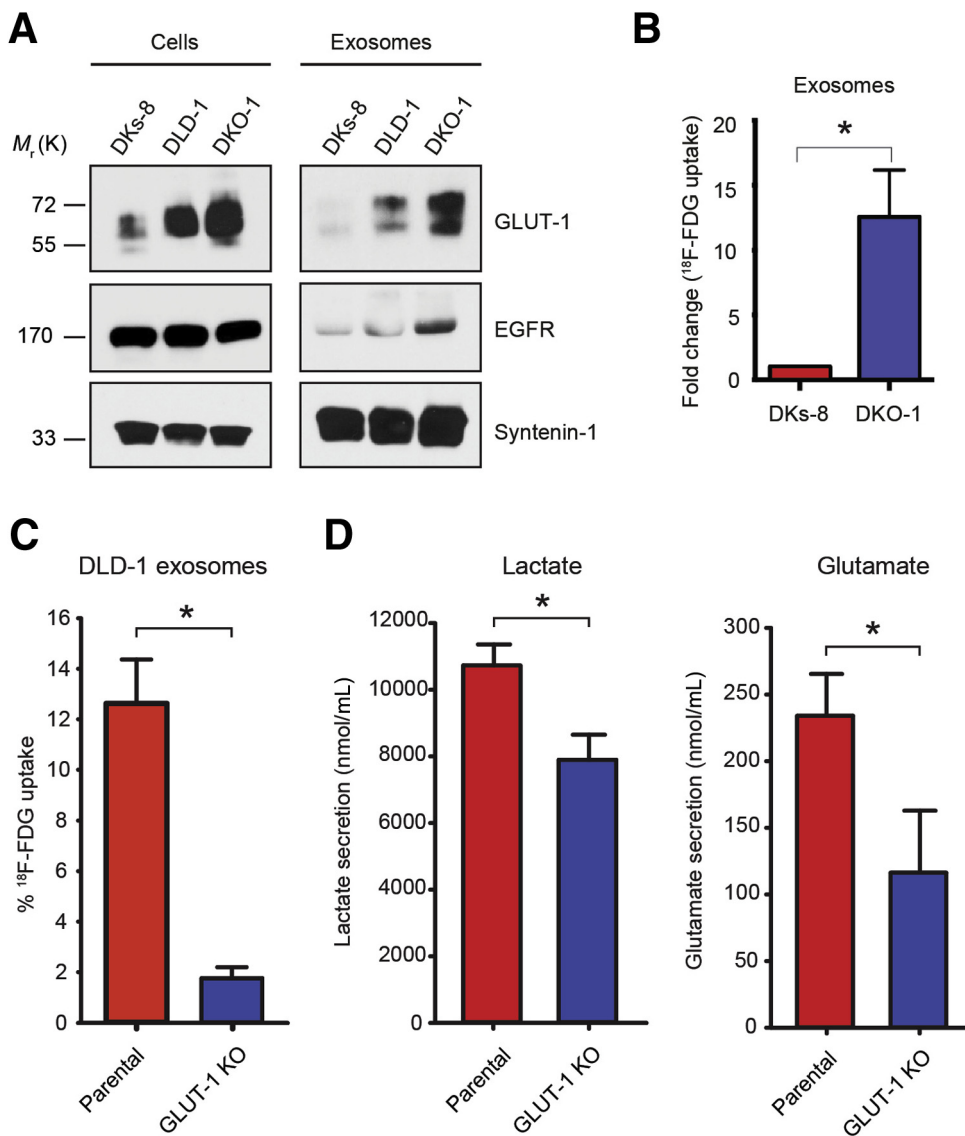 A
Cells
Exosomes
DKs-8
DLD-1
DKO-1
DKs-8
DLD-1
DKO-1
Mr (K)
72
55
GLUT-1
170
EGFR
33
Syntenin-1
B
Exosomes
*
Fold change (18F-FDG uptake)
20
15
10
5
0
DKs-8
DKO-1
C
DLD-1 exosomes
*
% 18F-FDG uptake
16
14
12
10
8
6
4
2
0
Parental
GLUT-1 KO
D
Lactate
*
Lactate secretion (nmol/mL)
12000
10000
8000
6000
4000
2000
0
Parental
GLUT-1 KO
Glutamate
*
Glutamate secretion (nmol/mL)
300
250
200
150
100
50
0
Parental
GLUT-1 KO